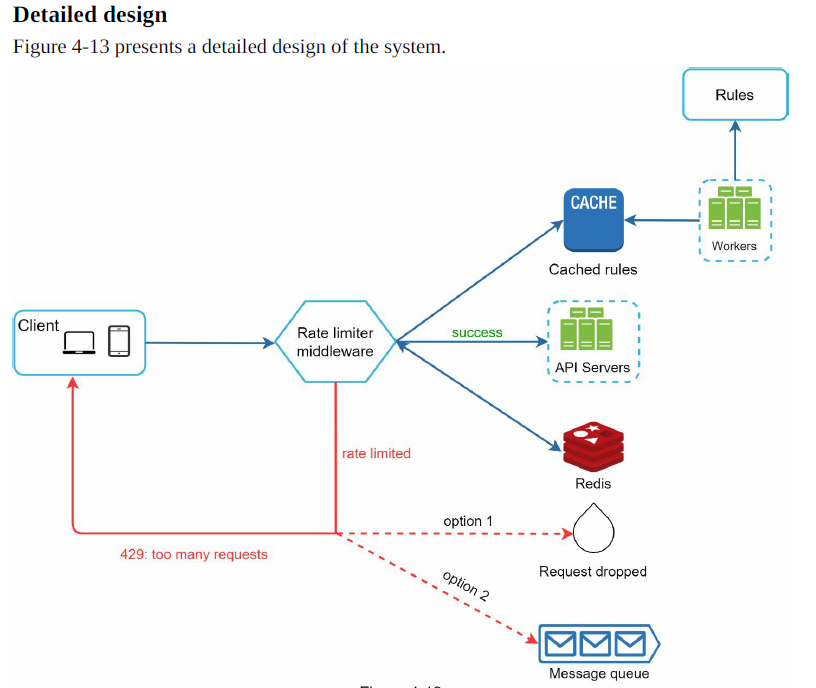 Detailed design
Figure 4-13 presents a detailed design of the system.
Rules
CACHE
Workers
Cached rules
Client
Rate limiter
middleware
success
API Servers
rate limited
Redis
option 1
429: too many requests
Request dropped
option 2
Message queue